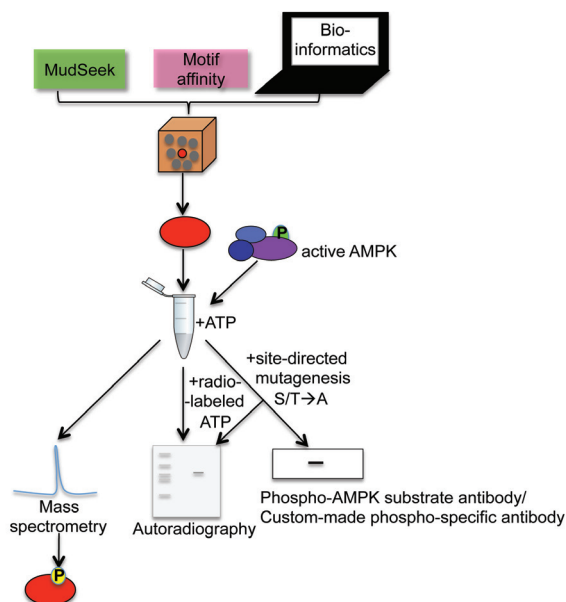 Bio-
informatics
MudSeek
Motif
affinity
P
active AMPK
+ATP
+site-directed
mutagenesis
S/T→A
+radio-
-labeled
ATP
Mass
spectrometry
Autoradiography
Phospho-AMPK substrate antibody/
Custom-made phospho-specific antibody
P